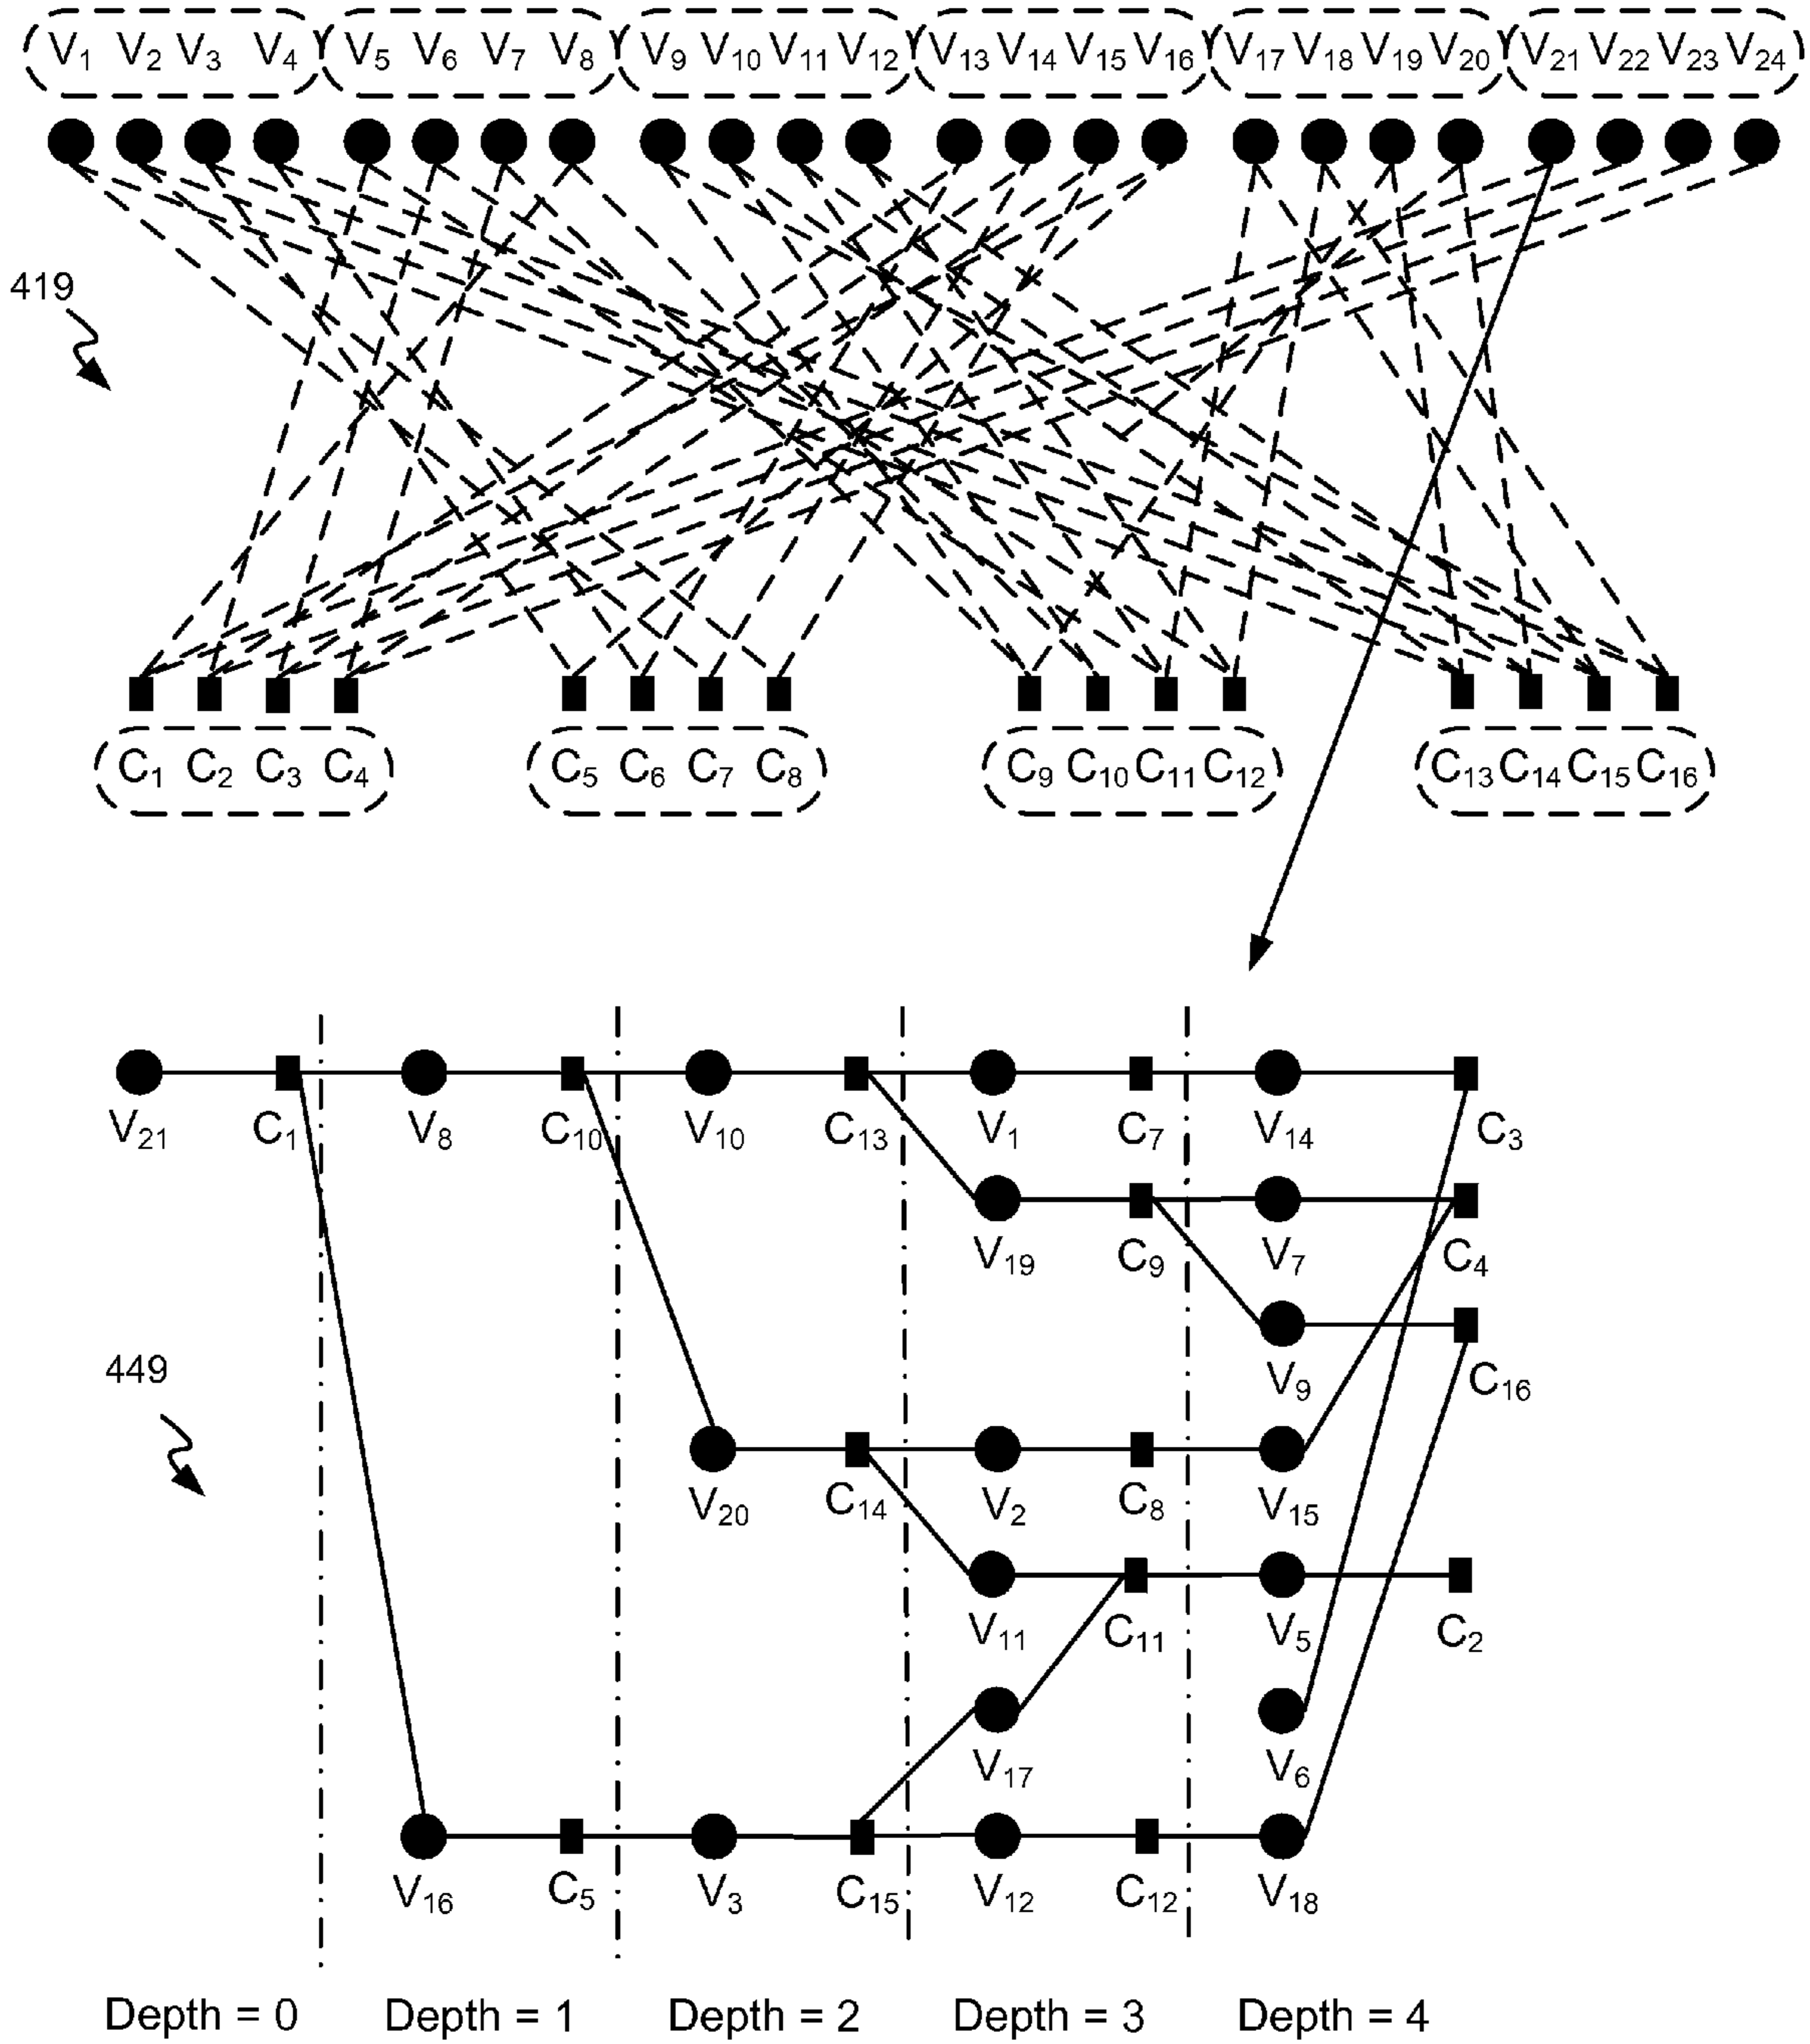 V1 V2 V3 V4 V5 V6 V7 V8 V9 V10 V11 V12 V13 V14 V15 V16 V17 V18 V19 V20 V21 V22 V23 V24
419
C1 C2 C3 C4 C5 C6 C7 C8 C9 C10 C11 C12 C13 C14 C15 C16
V21 C1 V8 C10 V10 C13 V1 C7 V14 C3
V19 C9 V7 C4
449
V9 C16
V20 C14 V2 C8 V15
V11 C11 V5 C2
V17 V6
V16 C5 V3 C15 V12 C12 V18
Depth = 0 Depth = 1 Depth = 2 Depth = 3 Depth = 4